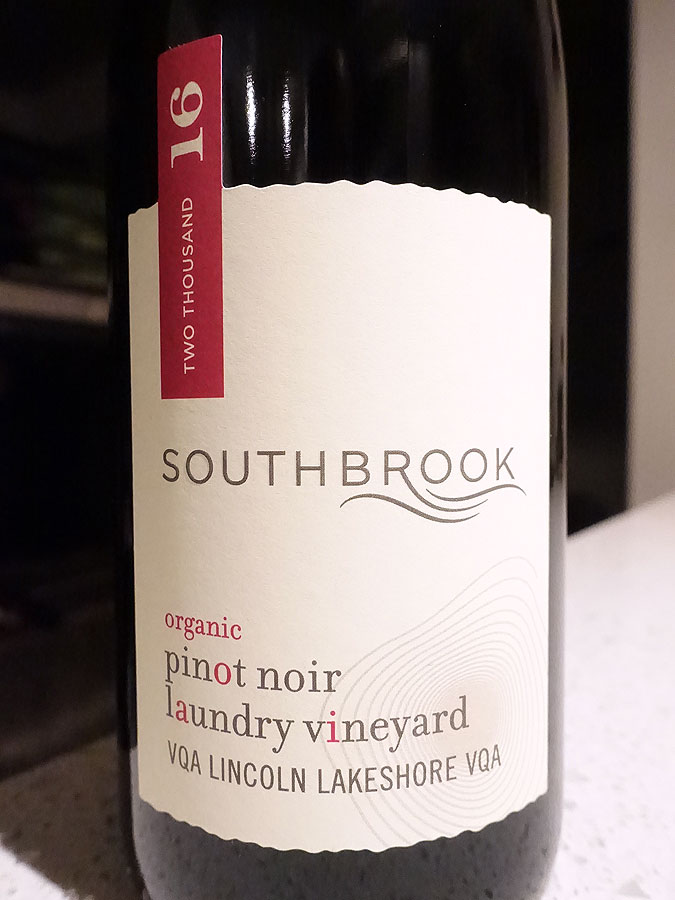 TWO THOUSAND 16
SOUTHBROOK
organic
pinot noir
laundry vineyard
VQA LINCOLN LAKESHORE VQA